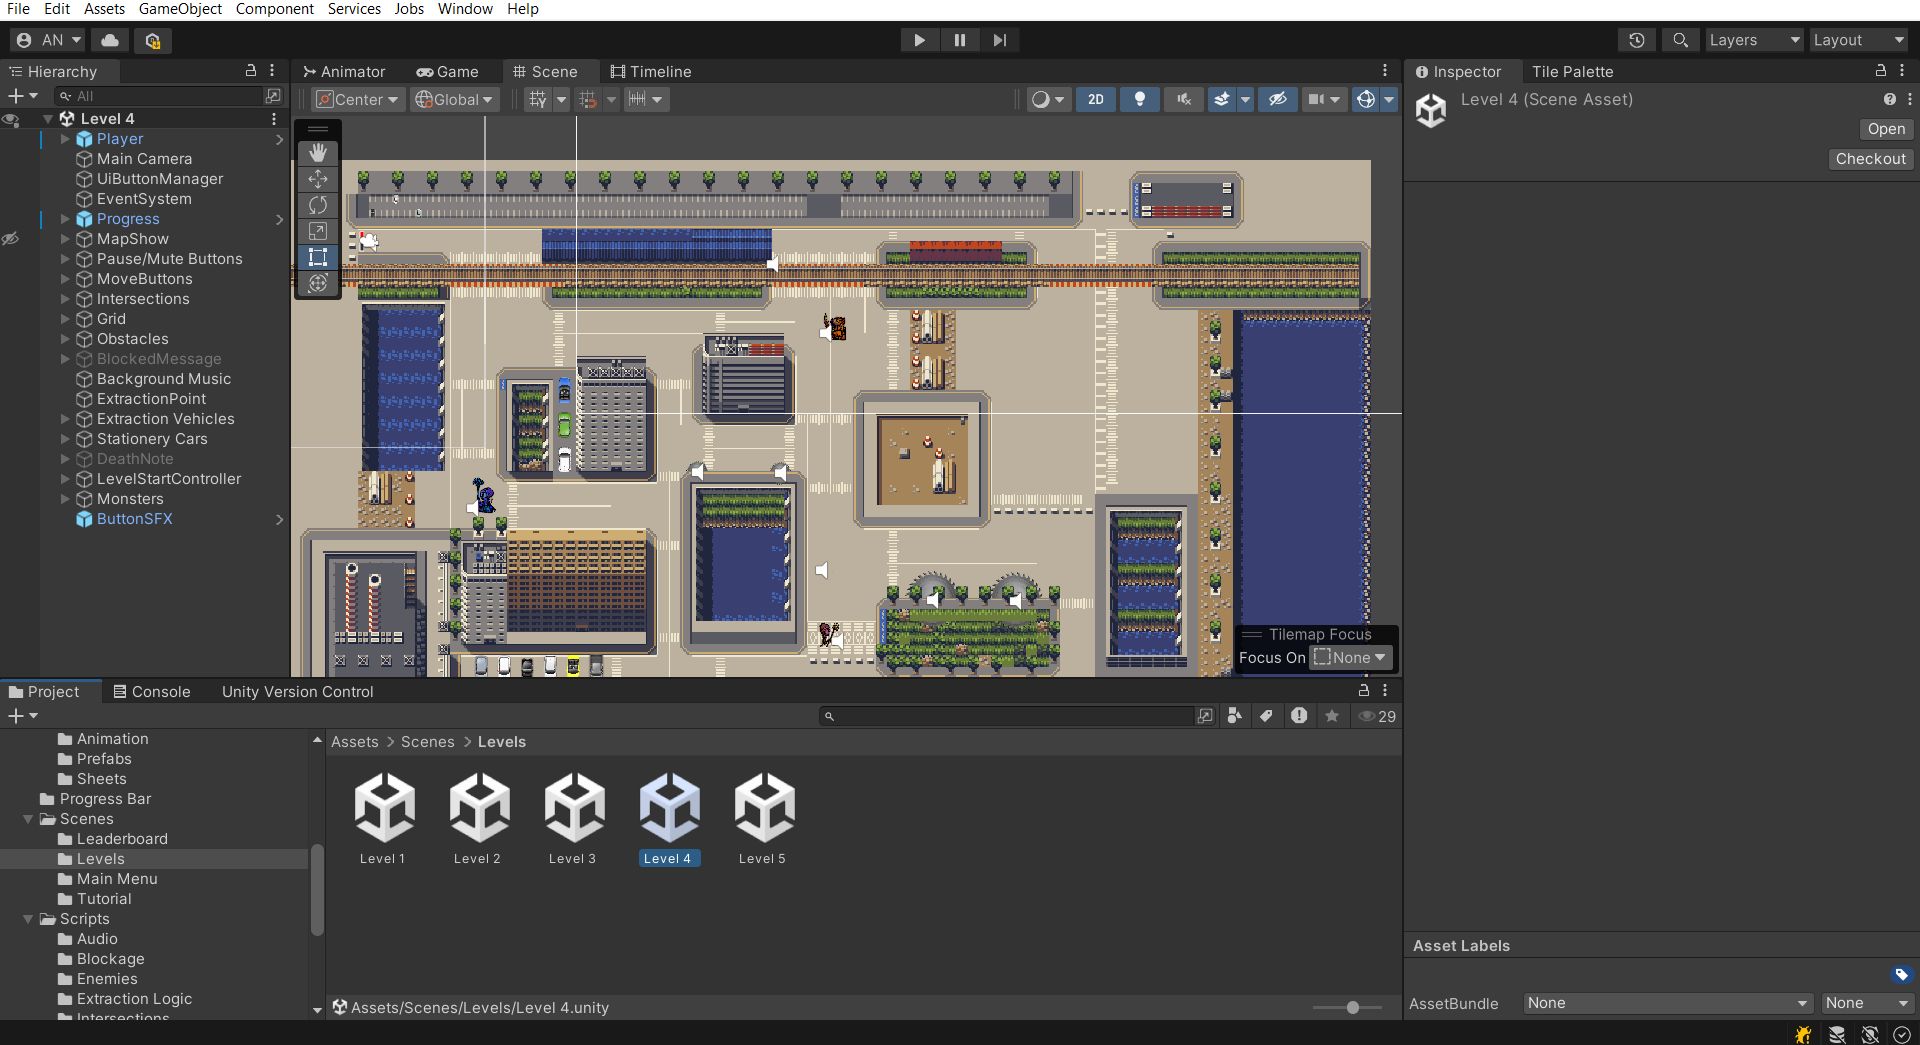 File Edit Assets GameObject Component Services Jobs Window Help
AN
Layers Layout
Hierarchy
All
Level 4
Player
Main Camera
UiButtonManager
EventSystem
Progress
MapShow
Pause/Mute Buttons
MoveButtons
Intersections
Grid
Obstacles
BlockedMessage
Background Music
ExtractionPoint
Extraction Vehicles
Stationery Cars
DeathNote
LevelStartController
Monsters
ButtonSFX
Animator Game Scene Timeline
Center Global 2D
Tilemap Focus
Focus On None
Inspector Tile Palette
Level 4 (Scene Asset)
Open
Checkout
Project Console Unity Version Control
29
Animation
Prefabs
Sheets
Progress Bar
Scenes
Leaderboard
Levels
Main Menu
Tutorial
Scripts
Audio
Blockage
Enemies
Extraction Logic
Intersections
Assets > Scenes > Levels
Level 1 Level 2 Level 3 Level 4 Level 5
Assets/Scenes/Levels/Level 4.unity
Asset Labels
AssetBundle None None